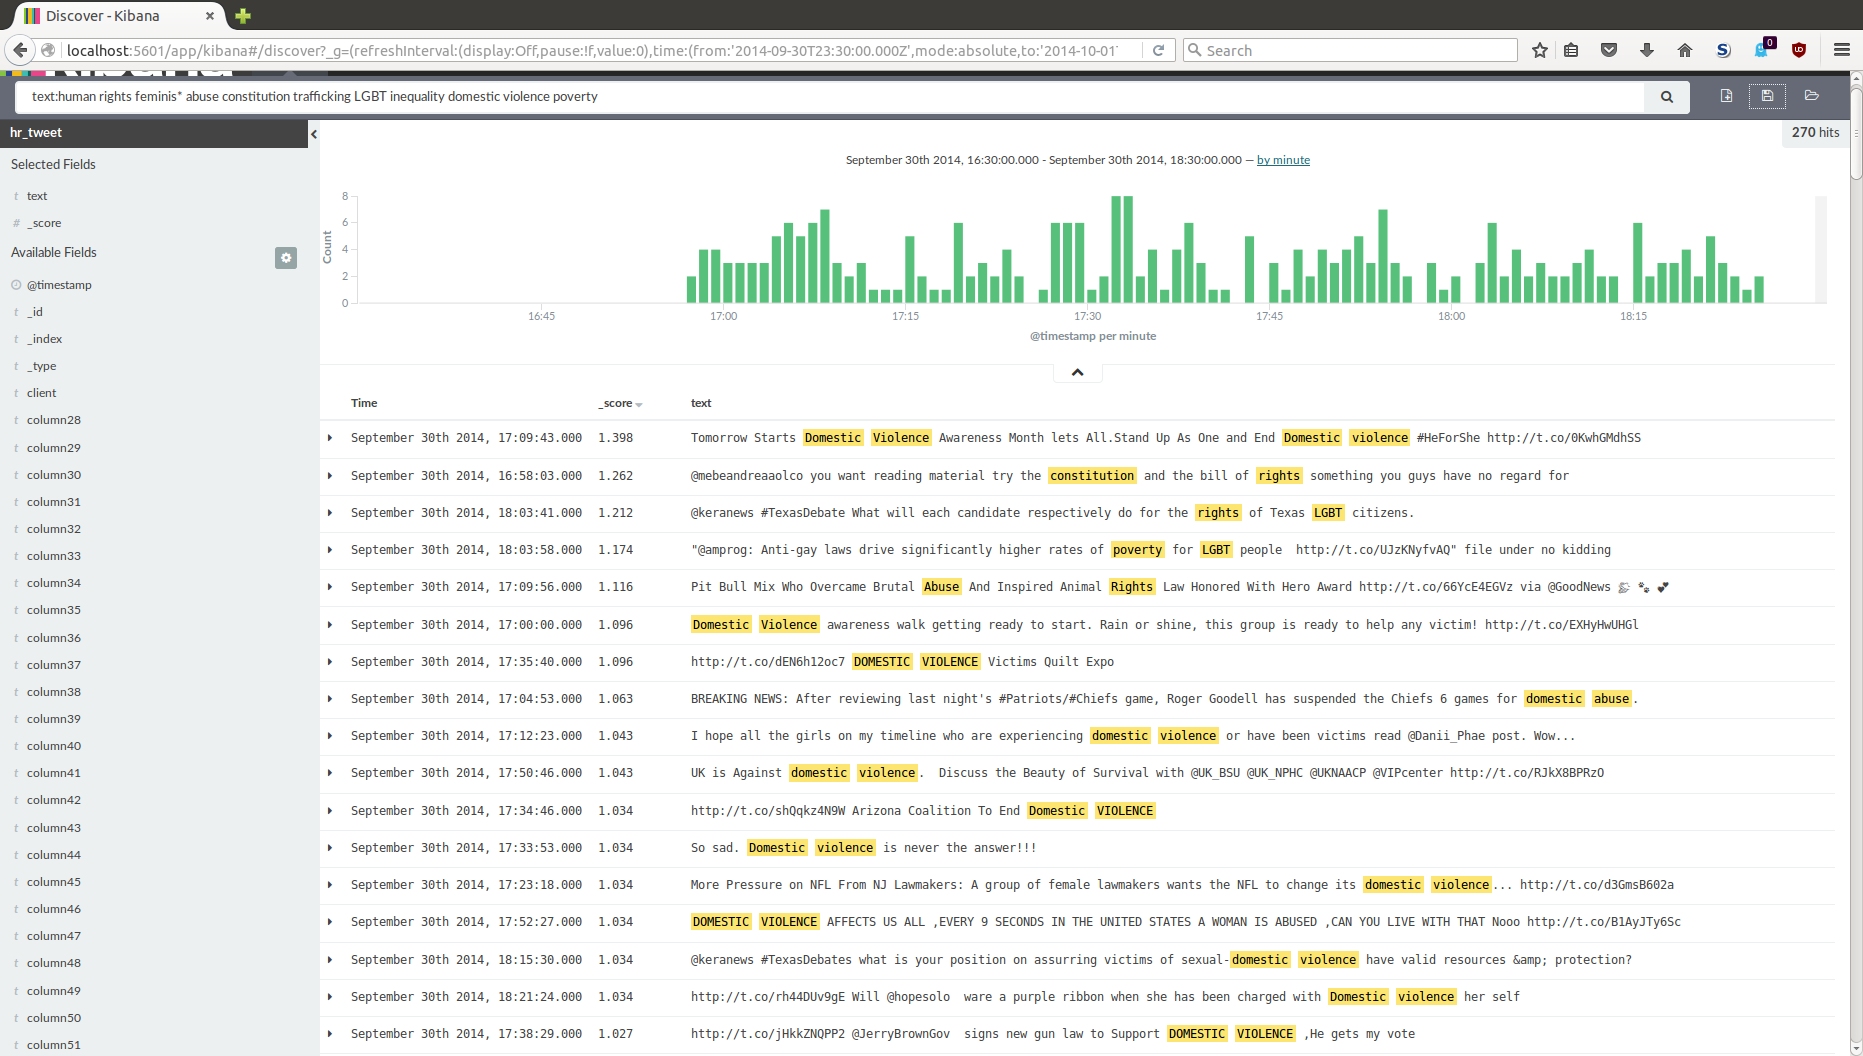 Discover - Kibana
localhost:5601/app/kibana#/discover?_g=(refreshInterval:(display:Off,pause:!f,value:0),time:(from:'2014-09-30T23:30:00.000Z',mode:absolute,to:'2014-10-01
Search
0
text:human rights feminis* abuse constitution trafficking LGBT inequality domestic violence poverty
hr_tweet
270 hits
Selected Fields
t text
# _score
Available Fields
@timestamp
t _id
t _index
t _type
t client
t column28
t column29
t column30
t column31
t column32
t column33
t column34
t column35
t column36
t column37
t column38
t column39
t column40
t column41
t column42
t column43
t column44
t column45
t column46
t column47
t column48
t column49
t column50
t column51
September 30th 2014, 16:30:00.000 - September 30th 2014, 18:30:00.000 — by minute
Count
8
6
4
2
0
16:45 17:00 17:15 17:30 17:45 18:00 18:15
@timestamp per minute
Time _score text
September 30th 2014, 17:09:43.000 1.398 Tomorrow Starts Domestic Violence Awareness Month lets All.Stand Up As One and End Domestic violence #HeForShe http://t.co/0KwhGMdhSS
September 30th 2014, 16:58:03.000 1.262 @mebeandreaaolco you want reading material try the constitution and the bill of rights something you guys have no regard for
September 30th 2014, 18:03:41.000 1.212 @keranews #TexasDebate What will each candidate respectively do for the rights of Texas LGBT citizens.
September 30th 2014, 18:03:58.000 1.174 "@amprog: Anti-gay laws drive significantly higher rates of poverty for LGBT people http://t.co/UJzKNyfvAQ" file under no kidding
September 30th 2014, 17:09:56.000 1.116 Pit Bull Mix Who Overcame Brutal Abuse And Inspired Animal Rights Law Honored With Hero Award http://t.co/66YcE4EGVz via @GoodNews
September 30th 2014, 17:00:00.000 1.096 Domestic Violence awareness walk getting ready to start. Rain or shine, this group is ready to help any victim! http://t.co/EXHyHwUHGl
September 30th 2014, 17:35:40.000 1.096 http://t.co/dEN6h12oc7 DOMESTIC VIOLENCE Victims Quilt Expo
September 30th 2014, 17:04:53.000 1.063 BREAKING NEWS: After reviewing last night's #Patriots/#Chiefs game, Roger Goodell has suspended the Chiefs 6 games for domestic abuse.
September 30th 2014, 17:12:23.000 1.043 I hope all the girls on my timeline who are experiencing domestic violence or have been victims read @Danii_Phae post. Wow...
September 30th 2014, 17:50:46.000 1.043 UK is Against domestic violence. Discuss the Beauty of Survival with @UK_BSU @UK_NPHC @UKNAACP @VIPcenter http://t.co/RJkX8BPRzO
September 30th 2014, 17:34:46.000 1.034 http://t.co/shQqkz4N9W Arizona Coalition To End Domestic VIOLENCE
September 30th 2014, 17:33:53.000 1.034 So sad. Domestic violence is never the answer!!!
September 30th 2014, 17:23:18.000 1.034 More Pressure on NFL From NJ Lawmakers: A group of female lawmakers wants the NFL to change its domestic violence... http://t.co/d3GmsB602a
September 30th 2014, 17:52:27.000 1.034 DOMESTIC VIOLENCE AFFECTS US ALL ,EVERY 9 SECONDS IN THE UNITED STATES A WOMAN IS ABUSED ,CAN YOU LIVE WITH THAT Nooo http://t.co/B1AyJTy6Sc
September 30th 2014, 18:15:30.000 1.034 @keranews #TexasDebates what is your position on assurring victims of sexual-domestic violence have valid resources &amp; protection?
September 30th 2014, 18:21:24.000 1.034 http://t.co/rh44DUv9gE Will @hopesolo ware a purple ribbon when she has been charged with Domestic violence her self
September 30th 2014, 17:38:29.000 1.027 http://t.co/jHkkZNQPP2 @JerryBrownGov signs new gun law to Support DOMESTIC VIOLENCE ,He gets my vote